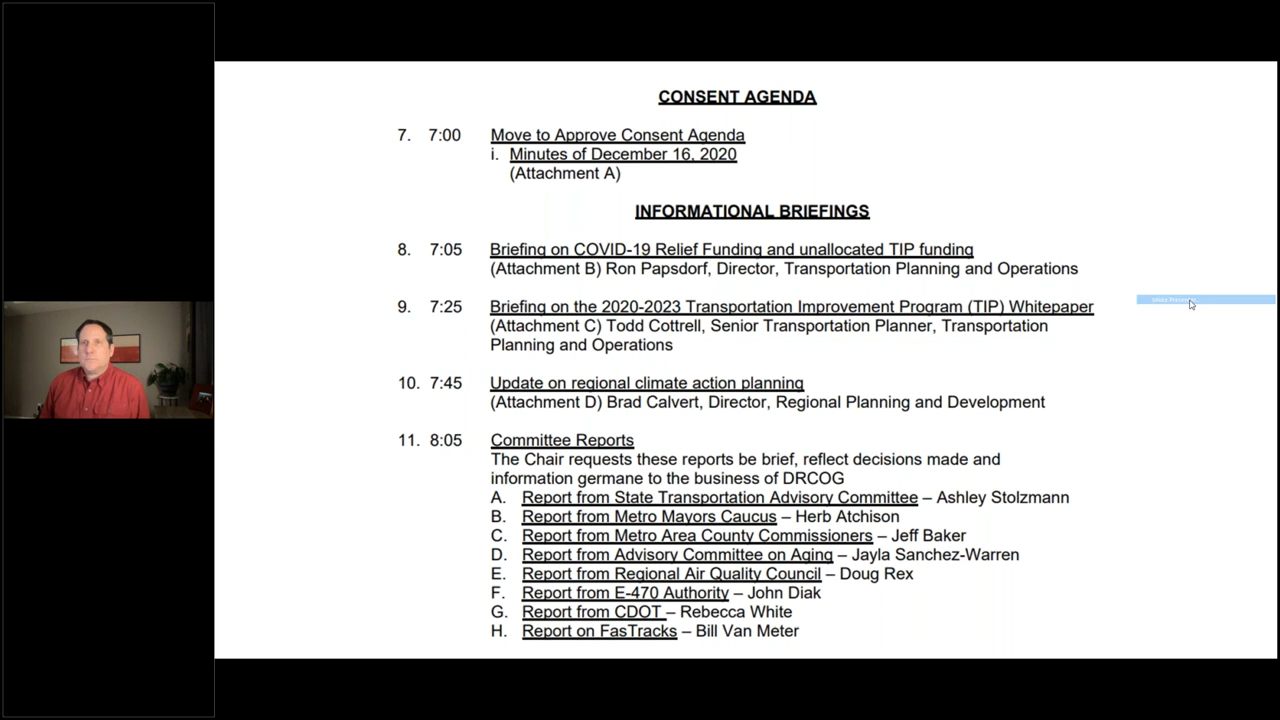 CONSENT AGENDA
7. 7:00 Move to Approve Consent Agenda
i. Minutes of December 16, 2020
(Attachment A)
INFORMATIONAL BRIEFINGS
8. 7:05 Briefing on COVID-19 Relief Funding and unallocated TIP funding
(Attachment B) Ron Papsdorf, Director, Transportation Planning and Operations
9. 7:25 Briefing on the 2020-2023 Transportation Improvement Program (TIP) Whitepaper
(Attachment C) Todd Cottrell, Senior Transportation Planner, Transportation
Planning and Operations
10. 7:45 Update on regional climate action planning
(Attachment D) Brad Calvert, Director, Regional Planning and Development
11. 8:05 Committee Reports
The Chair requests these reports be brief, reflect decisions made and
information germane to the business of DRCOG
A. Report from State Transportation Advisory Committee – Ashley Stolzmann
B. Report from Metro Mayors Caucus – Herb Atchison
C. Report from Metro Area County Commissioners – Jeff Baker
D. Report from Advisory Committee on Aging – Jayla Sanchez-Warren
E. Report from Regional Air Quality Council – Doug Rex
F. Report from E-470 Authority – John Diak
G. Report from CDOT – Rebecca White
H. Report on FasTracks – Bill Van Meter